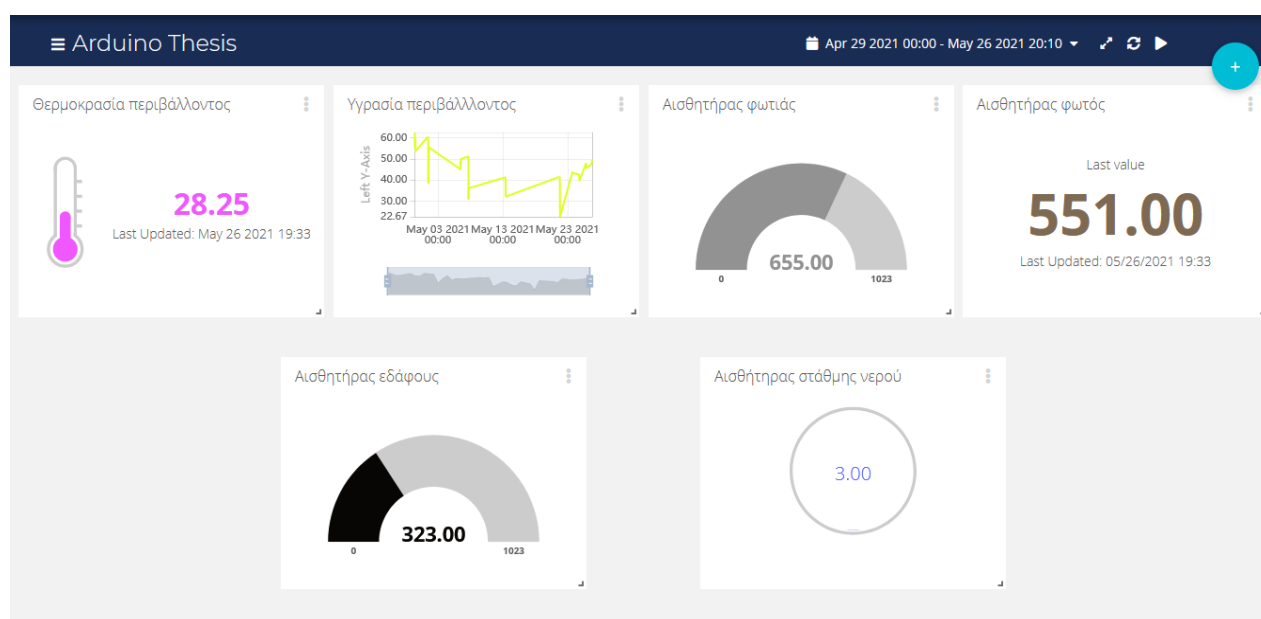 Arduino Thesis
Apr 29 2021 00:00 - May 26 2021 20:10
+
Θερμοκρασία περιβάλλοντος
28.25
Last Updated: May 26 2021 19:33
Υγρασία περιβάλλλοντος
Left Y-Axis
60.00
50.00
40.00
30.00
22.67
May 03 2021 May 13 2021 May 23 2021
00:00 00:00 00:00
Αισθητήρας φωτιάς
655.00
0 1023
Αισθητήρας φωτός
Last value
551.00
Last Updated: 05/26/2021 19:33
Αισθητήρας εδάφους
323.00
0 1023
Αισθήτηρας στάθμης νερού
3.00